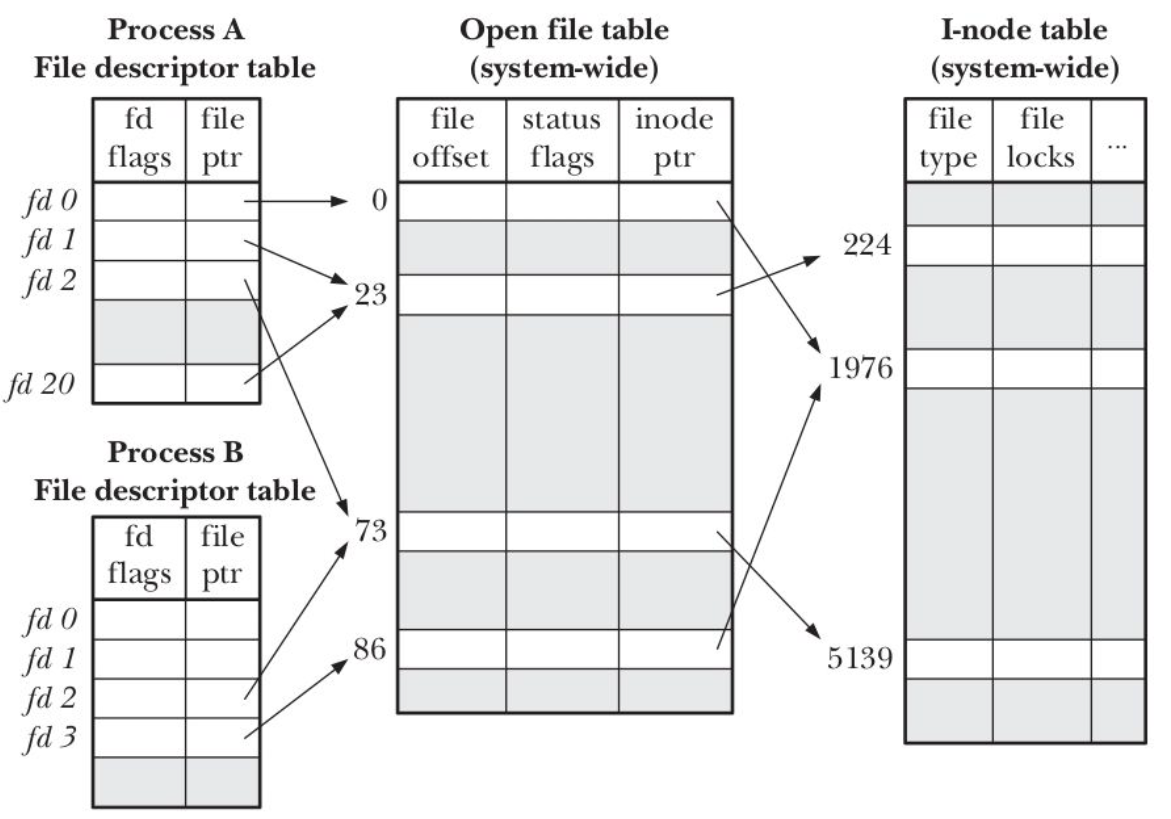 Process A
File descriptor table
fd
flags
file
ptr
fd 0
fd 1
fd 2
fd 20
Process B
File descriptor table
fd
flags
file
ptr
fd 0
fd 1
fd 2
fd 3
Open file table
(system-wide)
file
offset
status
flags
inode
ptr
0
23
73
86
I-node table
(system-wide)
file
type
file
locks
...
224
1976
5139